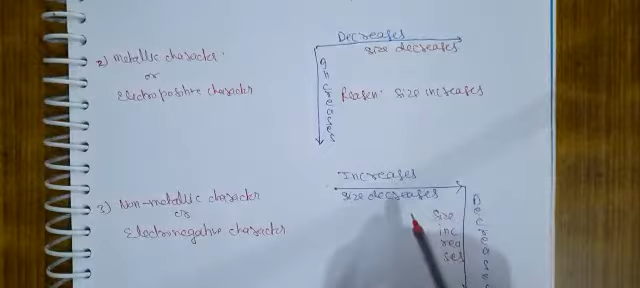 2) Metallic character
or
Electropositive character
Decreases
size decreases
Increases
Reason: Size increases
3) Non-metallic character
or
Electronegative character
Increases
size decreases
Size
inc
rea
ses